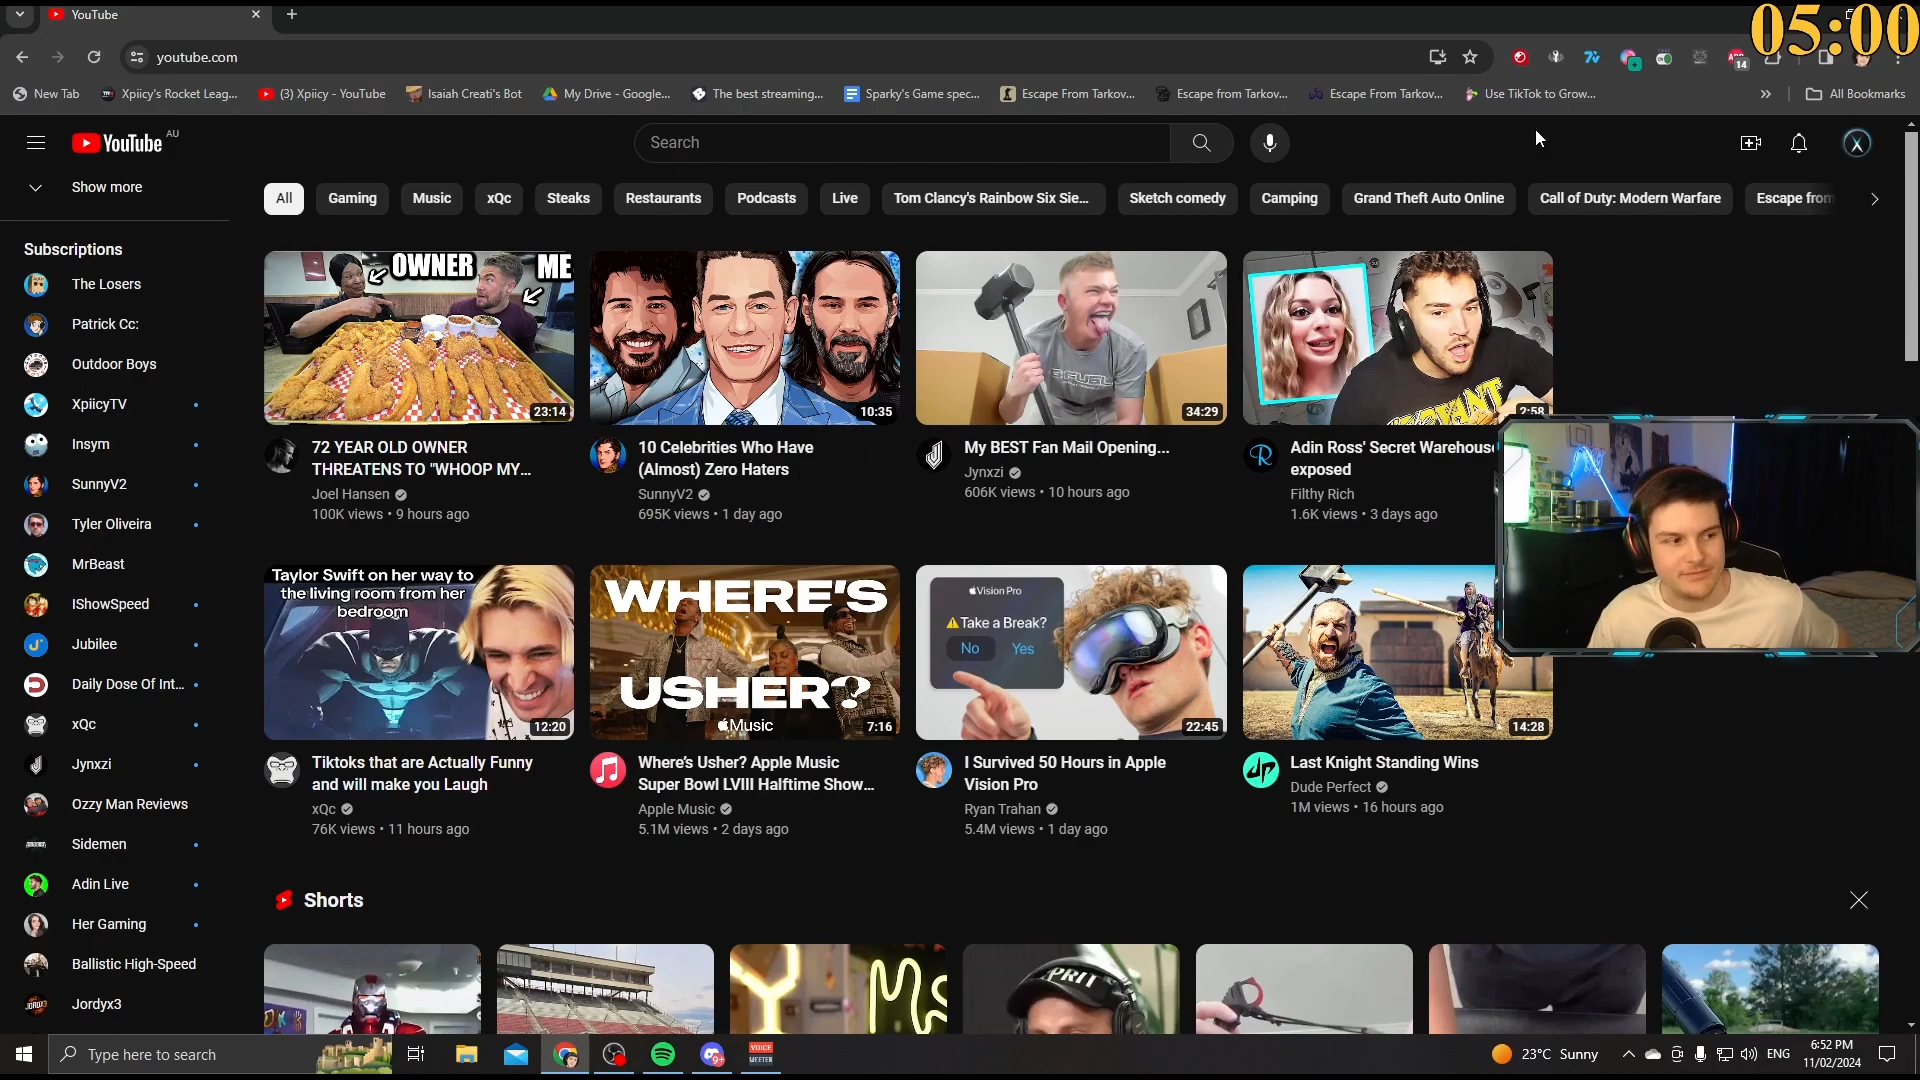 YouTube
05:00
youtube.com
14
New Tab
Xpiicy's Rocket Leag...
(3) Xpiicy - YouTube
Isaiah Creati's Bot
My Drive - Google...
The best streaming...
Sparky's Game spec...
Escape From Tarkov...
Escape from Tarkov...
Escape From Tarkov...
Use TikTok to Grow...
All Bookmarks
YouTube AU
Search
Show more
All
Gaming
Music
xQc
Steaks
Restaurants
Podcasts
Live
Tom Clancy's Rainbow Six Sie...
Sketch comedy
Camping
Grand Theft Auto Online
Call of Duty: Modern Warfare
Escape from
Subscriptions
The Losers
Patrick Cc:
Outdoor Boys
XpiicyTV
Insym
SunnyV2
Tyler Oliveira
MrBeast
IShowSpeed
Jubilee
Daily Dose Of Int...
xQc
Jynxzi
Ozzy Man Reviews
Sidemen
Adin Live
Her Gaming
Ballistic High-Speed
Jordyx3
OWNER
ME
23:14
72 YEAR OLD OWNER
THREATENS TO "WHOOP MY...
Joel Hansen
100K views • 9 hours ago
10:35
10 Celebrities Who Have
(Almost) Zero Haters
SunnyV2
695K views • 1 day ago
G FUEL
34:29
My BEST Fan Mail Opening...
Jynxzi
606K views • 10 hours ago
2:58
Adin Ross' Secret Warehouse
exposed
Filthy Rich
1.6K views • 3 days ago
Taylor Swift on her way to
the living room from her
bedroom
12:20
Tiktoks that are Actually Funny
and will make you Laugh
xQc
76K views • 11 hours ago
WHERE'S
USHER?
Music
7:16
Where's Usher? Apple Music
Super Bowl LVIII Halftime Show...
Apple Music
5.1M views • 2 days ago
Vision Pro
Take a Break?
No
Yes
22:45
I Survived 50 Hours in Apple
Vision Pro
Ryan Trahan
5.4M views • 1 day ago
14:28
Last Knight Standing Wins
Dude Perfect
1M views • 16 hours ago
Shorts
Type here to search
9+
VOICE
MEETER
23°C Sunny
ENG
6:52 PM
11/02/2024